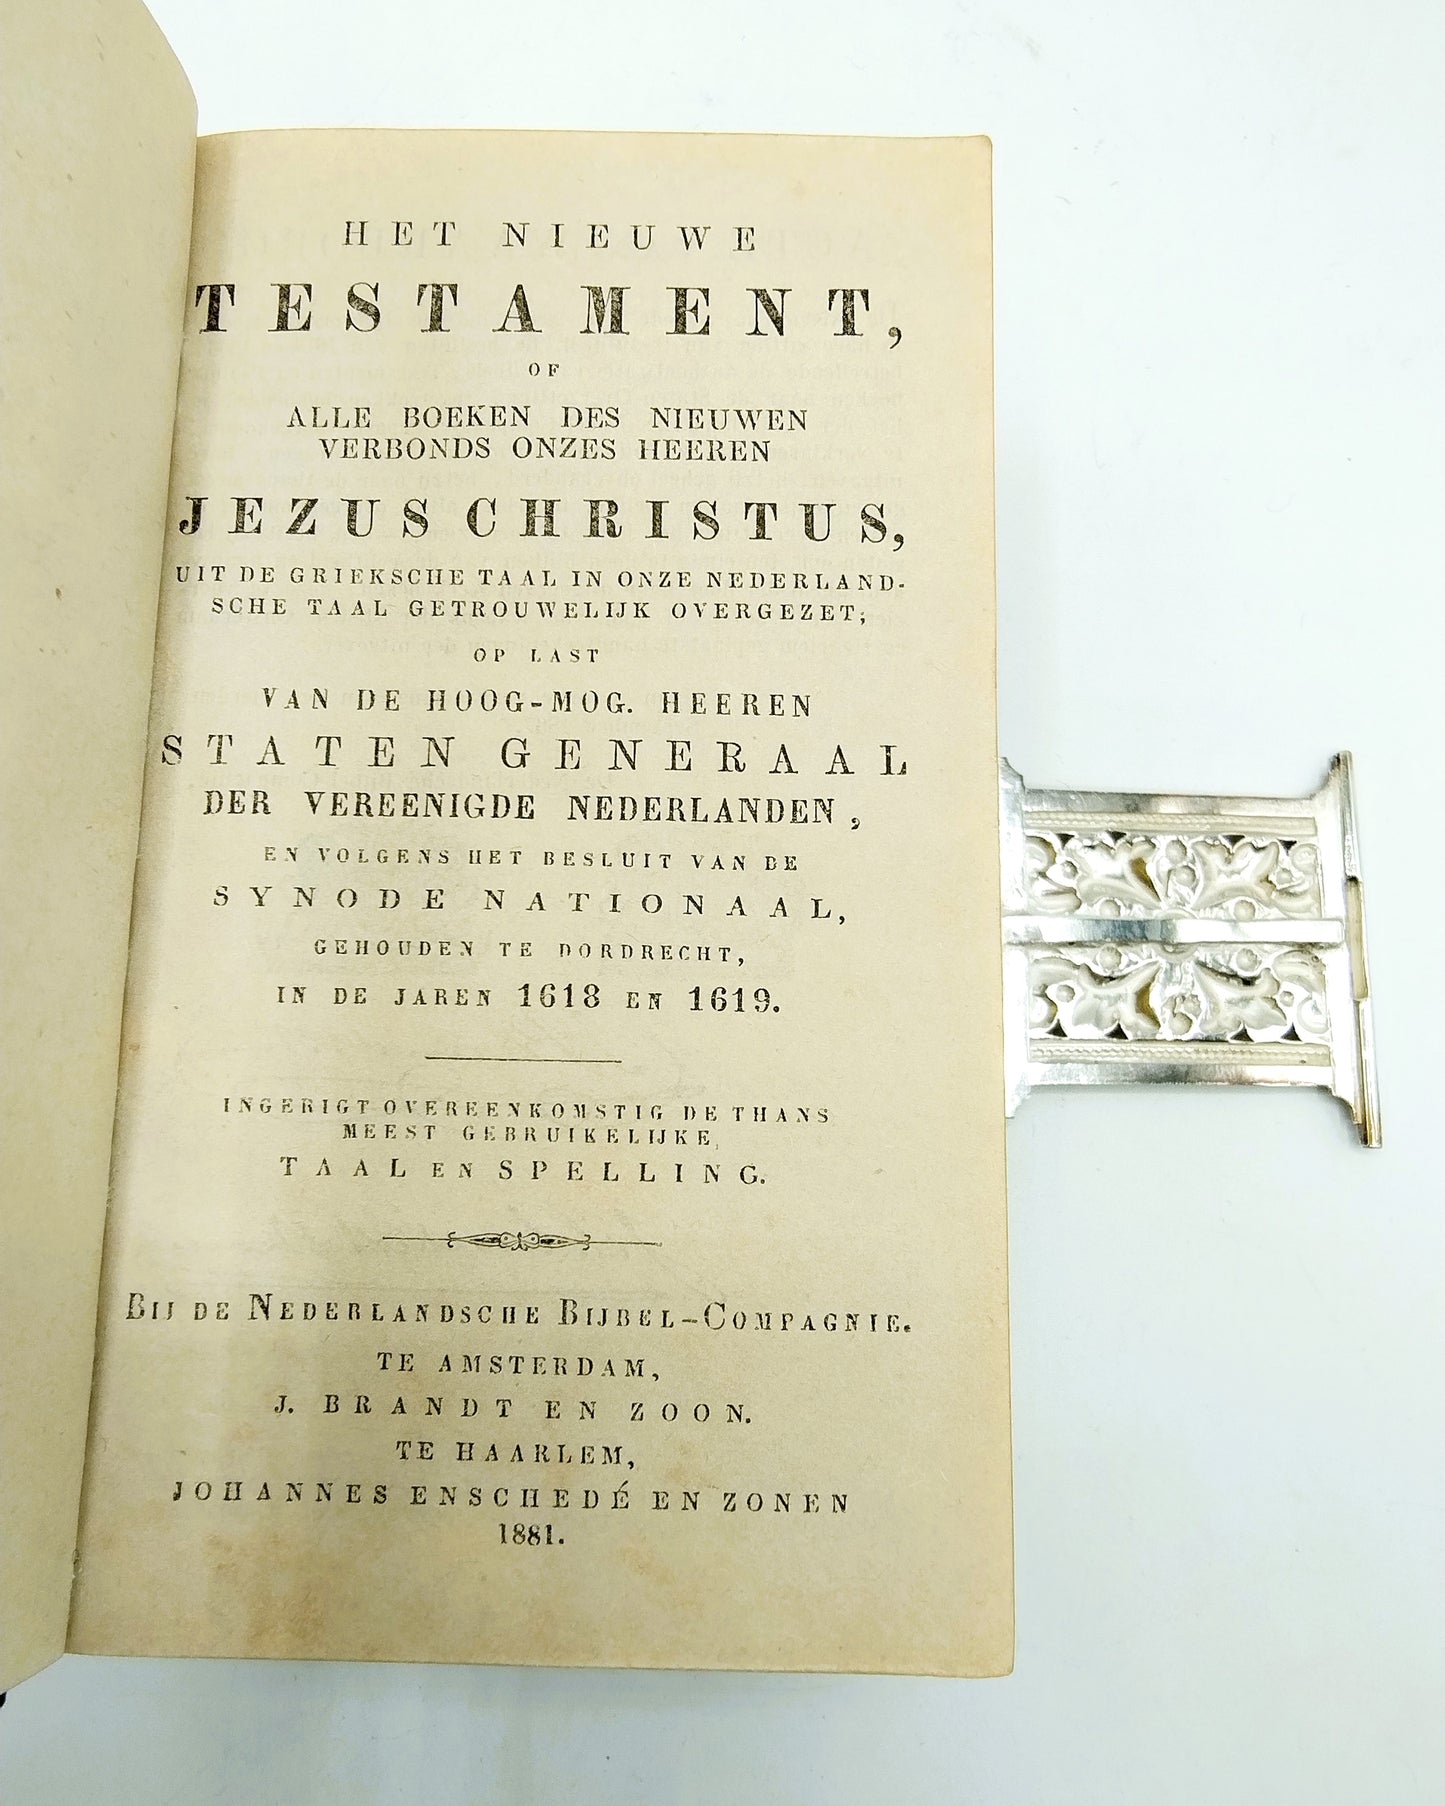 HET NIEUWE
TESTAMENT,
OF
ALLE BOEKEN DES NIEUWEN
VERBONDS ONZES HEEREN
JEZUS CHRISTUS,
UIT DE GRIEKSCHE TAAL IN ONZE NEDERLAND-
SCHE TAAL GETROUWELIJK OVERGEZET;
OP LAST
VAN DE HOOG-MOG. HEEREN
STATEN GENERAAL
DER VEREENIGDE NEDERLANDEN,
EN VOLGENS HET BESLUIT VAN DE
SYNODE NATIONAAL,
GEHOUDEN TE DORDRECHT,
IN DE JAREN 1618 EN 1619.
INGERIGT OVEREENKOMSTIG DE THANS
MEEST GEBRUIKELIJKE,
TAAL EN SPELLING.
BIJ DE NEDERLANDSCHE BIJBEL-COMPAGNIE.
TE AMSTERDAM,
J. BRANDT EN ZOON.
TE HAARLEM,
JOHANNES ENSCHEDÉ EN ZONEN
1881.